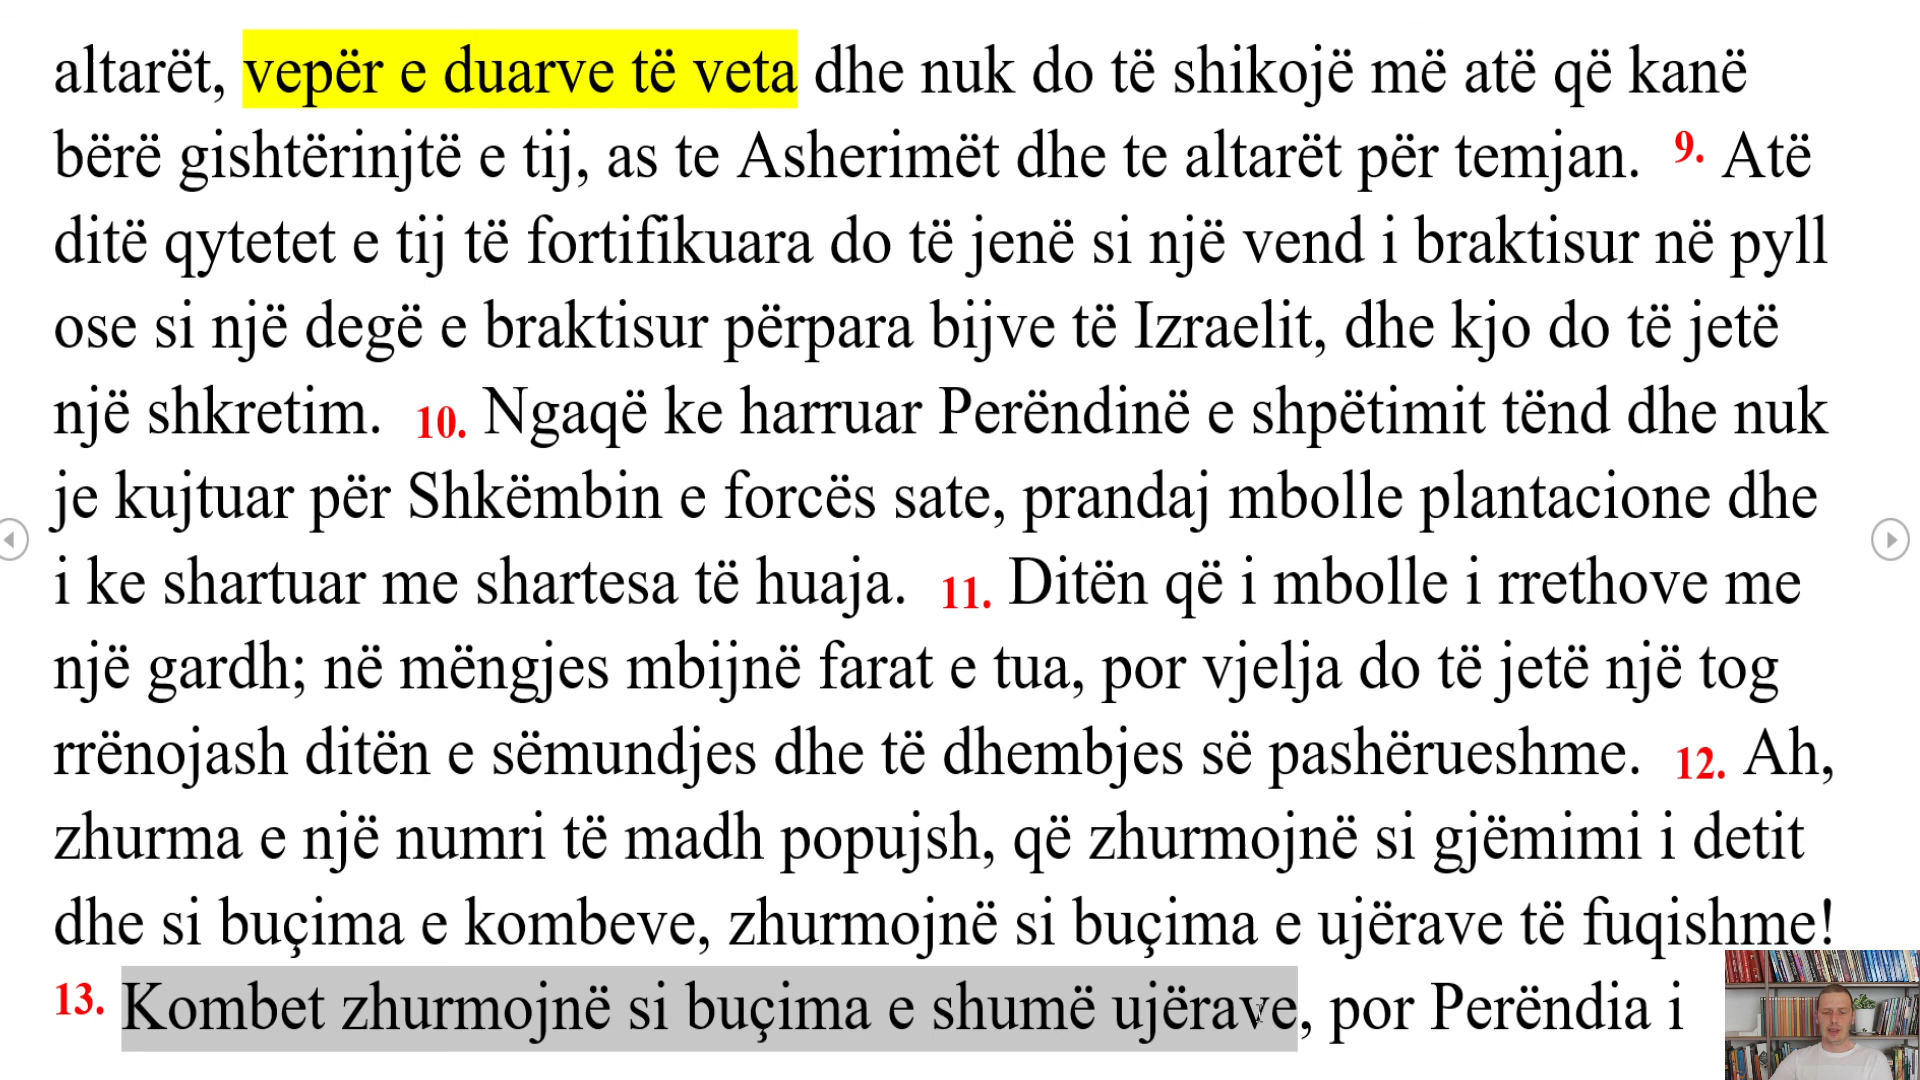 altarët, vepër e duarve të veta dhe nuk do të shikojë më atë që kanë
bërë gishtërinjtë e tij, as te Asherimët dhe te altarët për temjan. 9. Atë
ditë qytetet e tij të fortifikuara do të jenë si një vend i braktisur në pyll
ose si një degë e braktisur përpara bijve të Izraelit, dhe kjo do të jetë
një shkretim. 10. Ngaqë ke harruar Perëndinë e shpëtimit tënd dhe nuk
je kujtuar për Shkëmbin e forcës sate, prandaj mbolle plantacione dhe
i ke shartuar me shartesa të huaja. 11. Ditën që i mbolle i rrethove me
një gardh; në mëngjes mbijnë farat e tua, por vjelja do të jetë një tog
rrënojash ditën e sëmundjes dhe të dhembjes së pashërueshme. 12. Ah,
zhurma e një numri të madh popujsh, që zhurmojnë si gjëmimi i detit
dhe si buçima e kombeve, zhurmojnë si buçima e ujërave të fuqishme!
13. Kombet zhurmojnë si buçima e shumë ujërave, por Perëndia i